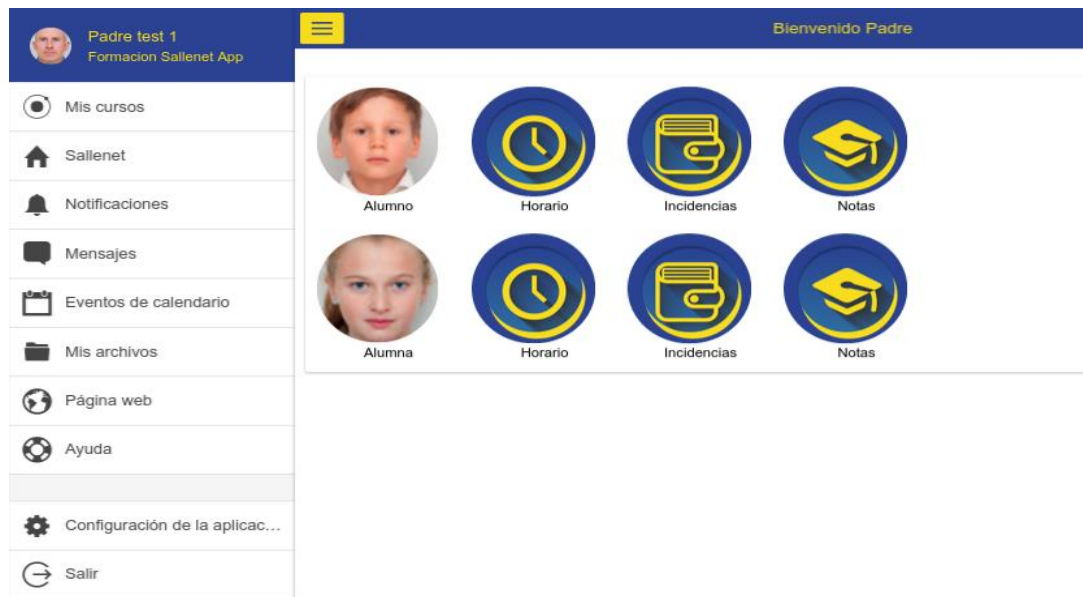 Padre test 1
Formacion Sallenet App
Bienvenido Padre
Mis cursos
Sallenet
Notificaciones
Mensajes
Eventos de calendario
Mis archivos
Página web
Ayuda
Configuración de la aplicac...
Salir
Alumno Horario Incidencias Notas
Alumna Horario Incidencias Notas